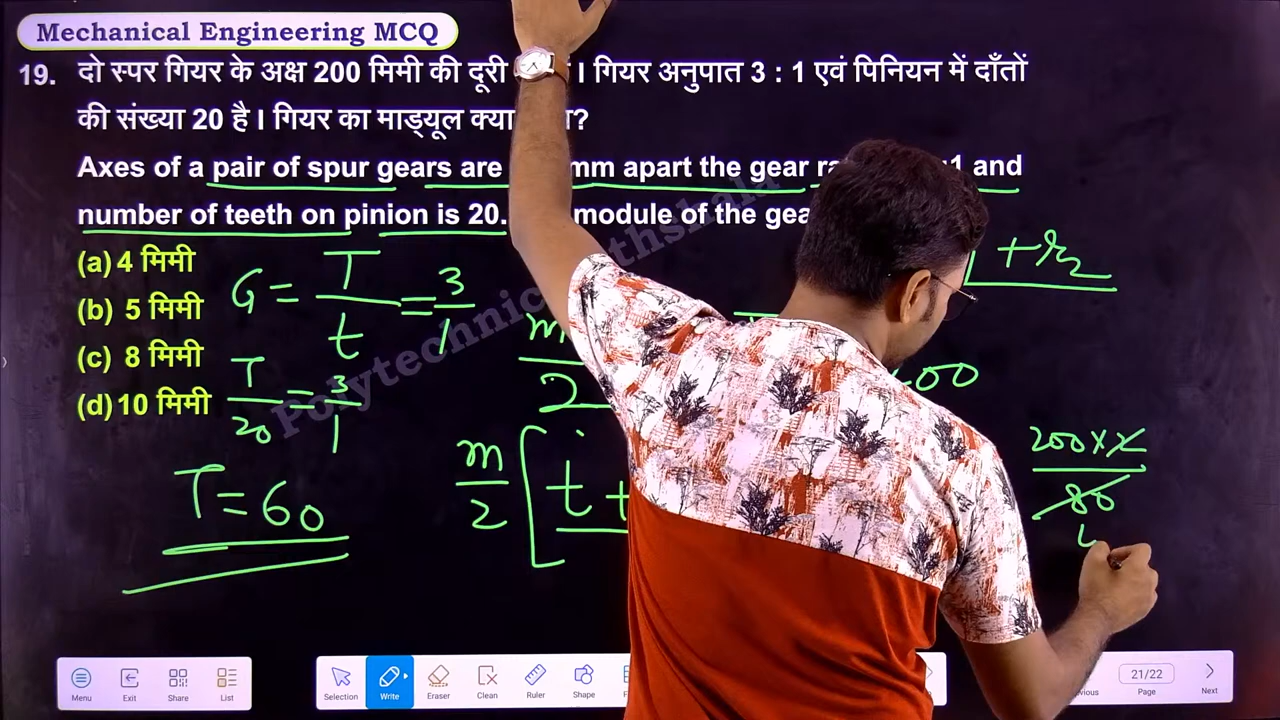 Mechanical Engineering MCQ
19. दो स्पर गियर के अक्ष 200 मिमी की दूरी । गियर अनुपात 3 : 1 एवं पिनियन में दाँतों
की संख्या 20 है । गियर का माड्यूल क्या ?
Axes of a pair of spur gears are mm apart the gear 1 and
number of teeth on pinion is 20. module of the
(a) 4 मिमी
(b) 5 मिमी
(c) 8 मिमी
(d) 10 मिमी
G = T/t = 3/1
T/20 = 3/1
T = 60
+ r2
m/2
m/2 [ t +
200 × 2
80
Polytechnic
Menu
Exit
Share
List
Selection
Write
Eraser
Clean
Ruler
Shape
21/22
Page
Next